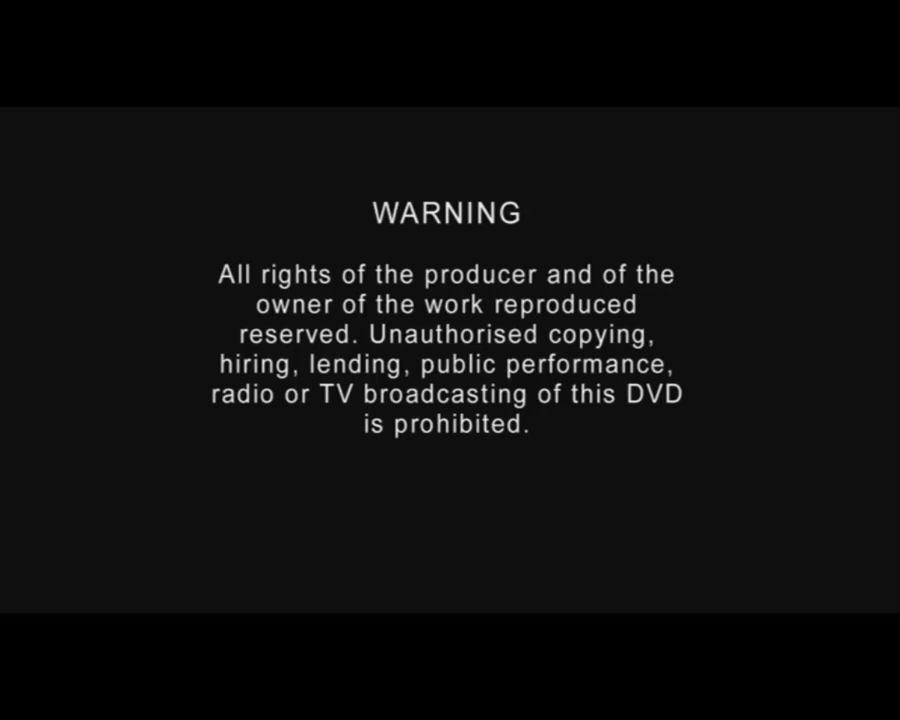 WARNING
All rights of the producer and of the
owner of the work reproduced
reserved. Unauthorised copying,
hiring, lending, public performance,
radio or TV broadcasting of this DVD
is prohibited.